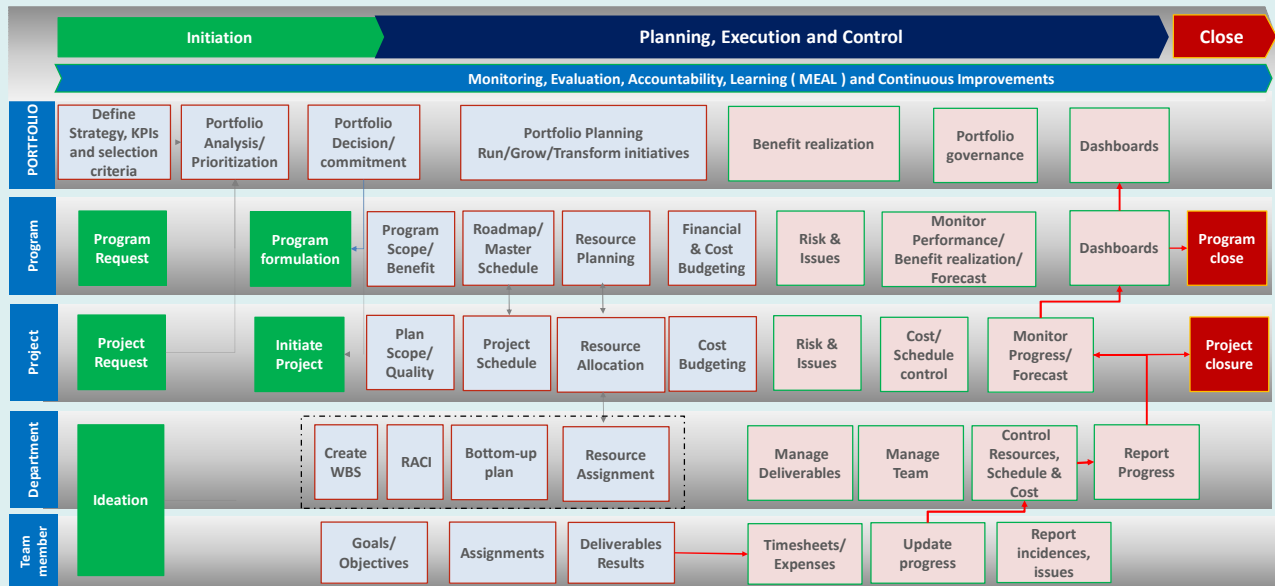 Initiation
Planning, Execution and Control
Close
Monitoring, Evaluation, Accountability, Learning ( MEAL ) and Continuous Improvements
PORTFOLIO
Define
Strategy, KPIs
and selection
criteria
Portfolio
Analysis/
Prioritization
Portfolio
Decision/
commitment
Portfolio Planning
Run/Grow/Transform initiatives
Benefit realization
Portfolio
governance
Dashboards
Program
Program
Request
Program
formulation
Program
Scope/
Benefit
Roadmap/
Master
Schedule
Resource
Planning
Financial
& Cost
Budgeting
Risk &
Issues
Monitor
Performance/
Benefit realization/
Forecast
Dashboards
Program
close
Project
Project
Request
Initiate
Project
Plan
Scope/
Quality
Project
Schedule
Resource
Allocation
Cost
Budgeting
Risk &
Issues
Cost/
Schedule
control
Monitor
Progress/
Forecast
Project
closure
Department
Ideation
Create
WBS
RACI
Bottom-up
plan
Resource
Assignment
Manage
Deliverables
Manage
Team
Control
Resources,
Schedule &
Cost
Report
Progress
Team
member
Goals/
Objectives
Assignments
Deliverables
Results
Timesheets/
Expenses
Update
progress
Report
incidences,
issues